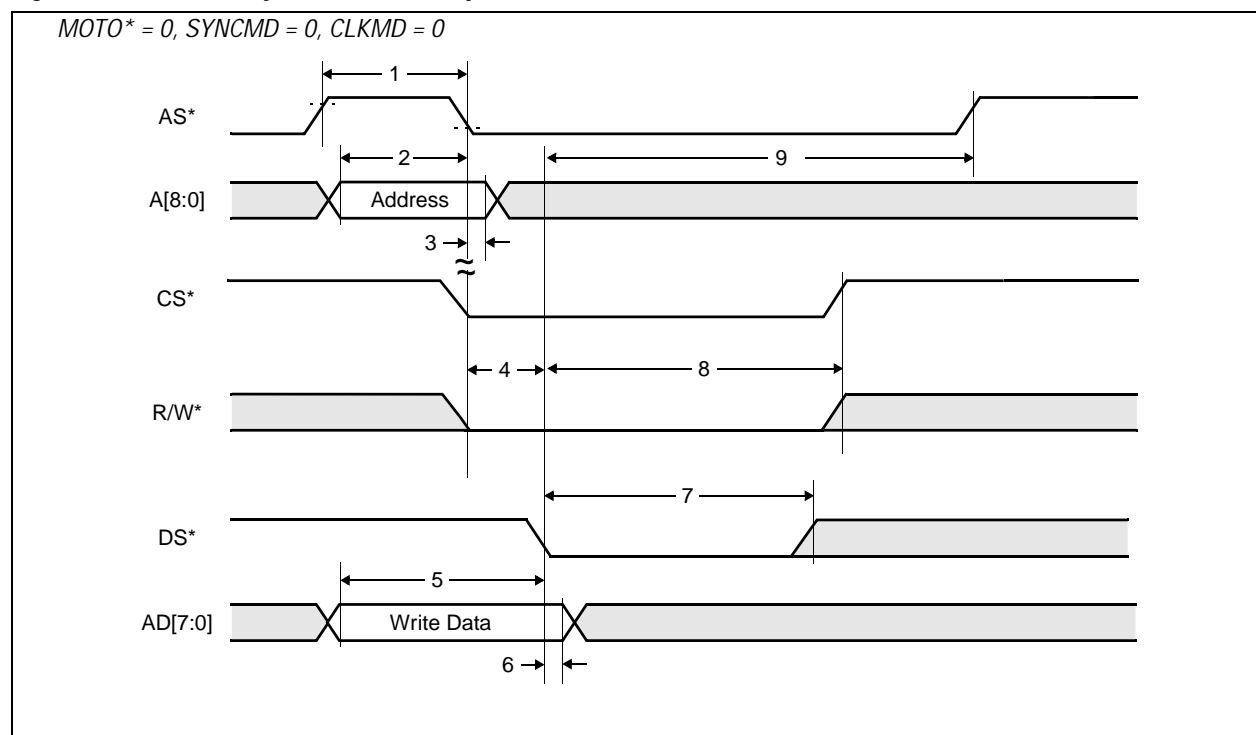 MOTO* = 0, SYNCMD = 0, CLKMD = 0
1
AS*
2
9
A[8:0]
Address
3
CS*
4
8
R/W*
7
DS*
5
AD[7:0]
Write Data
6